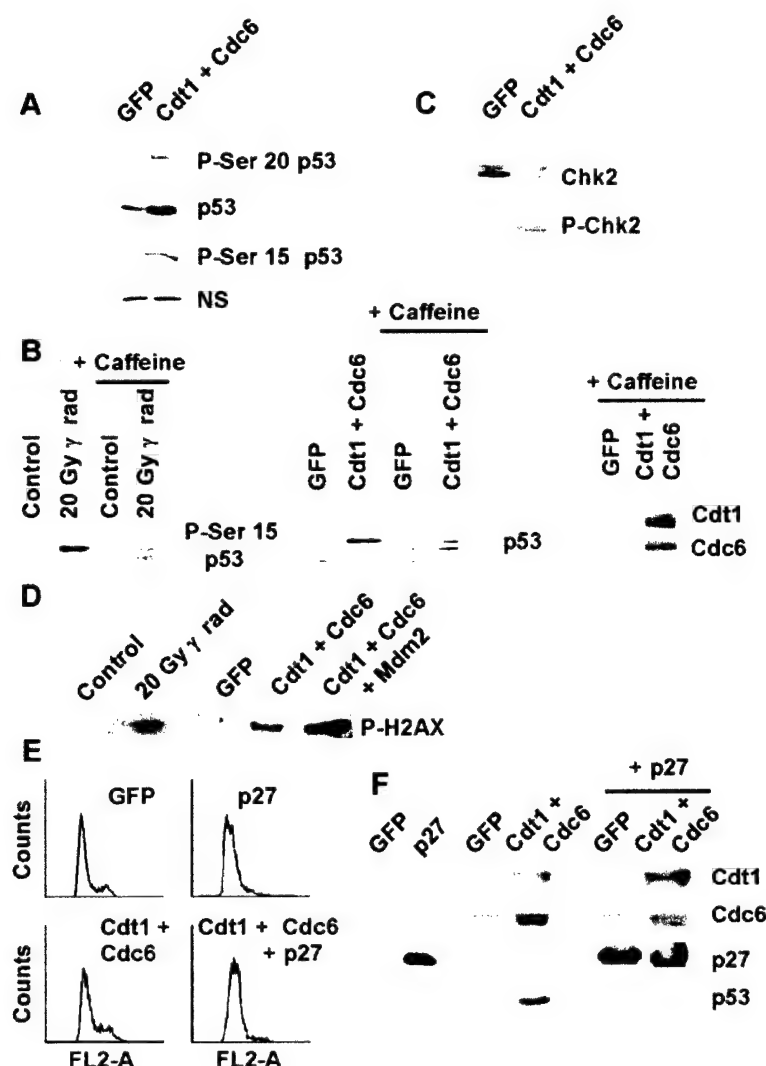 A
GFP
Cdt1 + Cdc6
P-Ser 20 p53
p53
P-Ser 15 p53
NS
C
GFP
Cdt1 + Cdc6
Chk2
P-Chk2
B
+ Caffeine
Control
20 Gy γ rad
Control
20 Gy γ rad
P-Ser 15
p53
+ Caffeine
GFP
Cdt1 + Cdc6
GFP
Cdt1 + Cdc6
p53
+ Caffeine
GFP
Cdt1 +
Cdc6
Cdt1
Cdc6
D
Control
20 Gy γ rad
GFP
Cdt1 + Cdc6
Cdt1 + Cdc6
+ Mdm2
P-H2AX
E
GFP
p27
Counts
Cdt1 +
Cdc6
Cdt1 + Cdc6
+ p27
Counts
FL2-A
FL2-A
F
+ p27
GFP
p27
GFP
Cdt1 +
Cdc6
GFP
Cdt1 +
Cdc6
Cdt1
Cdc6
p27
p53